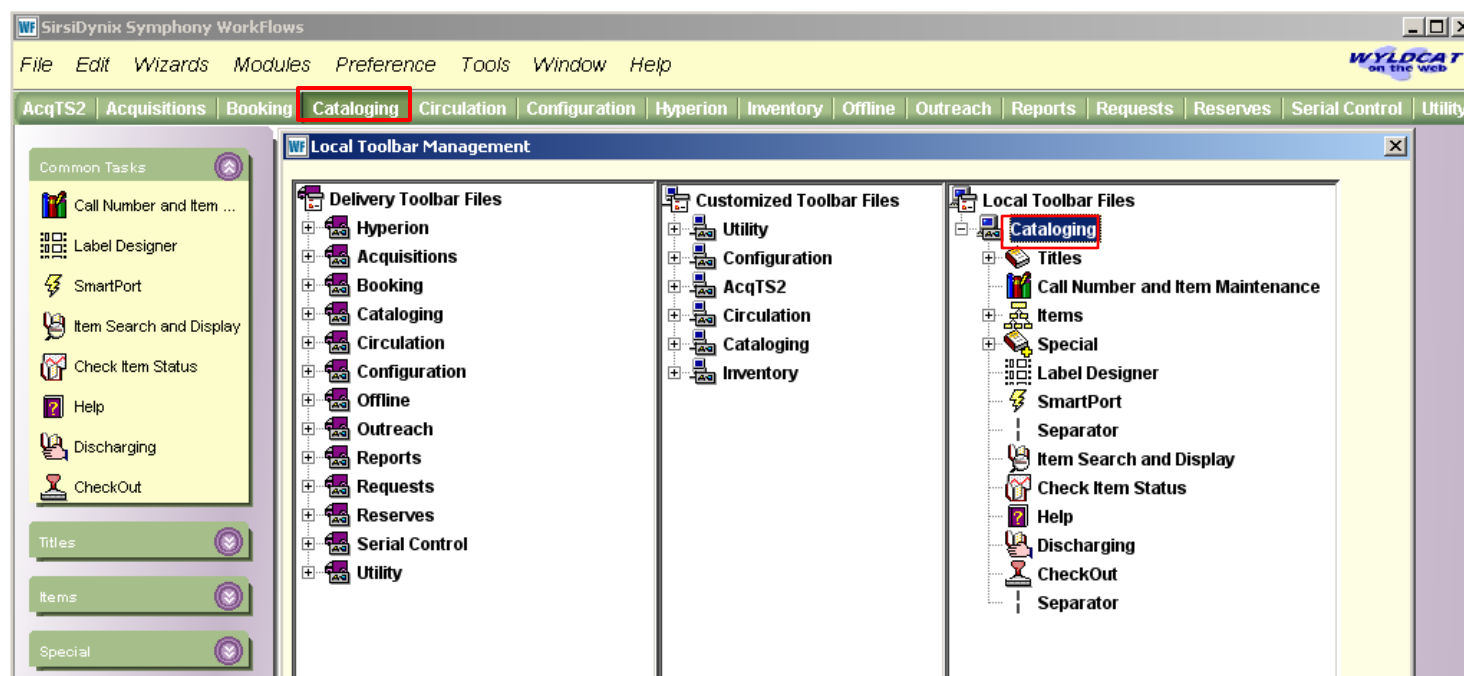 WF SirsiDynix Symphony WorkFlows
File Edit Wizards Modules Preference Tools Window Help
WYLDCAT
on the web
AcqTS2 | Acquisitions | Booking | Cataloging | Circulation | Configuration | Hyperion | Inventory | Offline | Outreach | Reports | Requests | Reserves | Serial Control | Utility
Common Tasks
Call Number and Item ...
Label Designer
SmartPort
Item Search and Display
Check Item Status
Help
Discharging
CheckOut
Titles
Items
Special
WF Local Toolbar Management
Delivery Toolbar Files
Hyperion
Acquisitions
Booking
Cataloging
Circulation
Configuration
Offline
Outreach
Reports
Requests
Reserves
Serial Control
Utility
Customized Toolbar Files
Utility
Configuration
AcqTS2
Circulation
Cataloging
Inventory
Local Toolbar Files
Cataloging
Titles
Call Number and Item Maintenance
Items
Special
Label Designer
SmartPort
Separator
Item Search and Display
Check Item Status
Help
Discharging
CheckOut
Separator